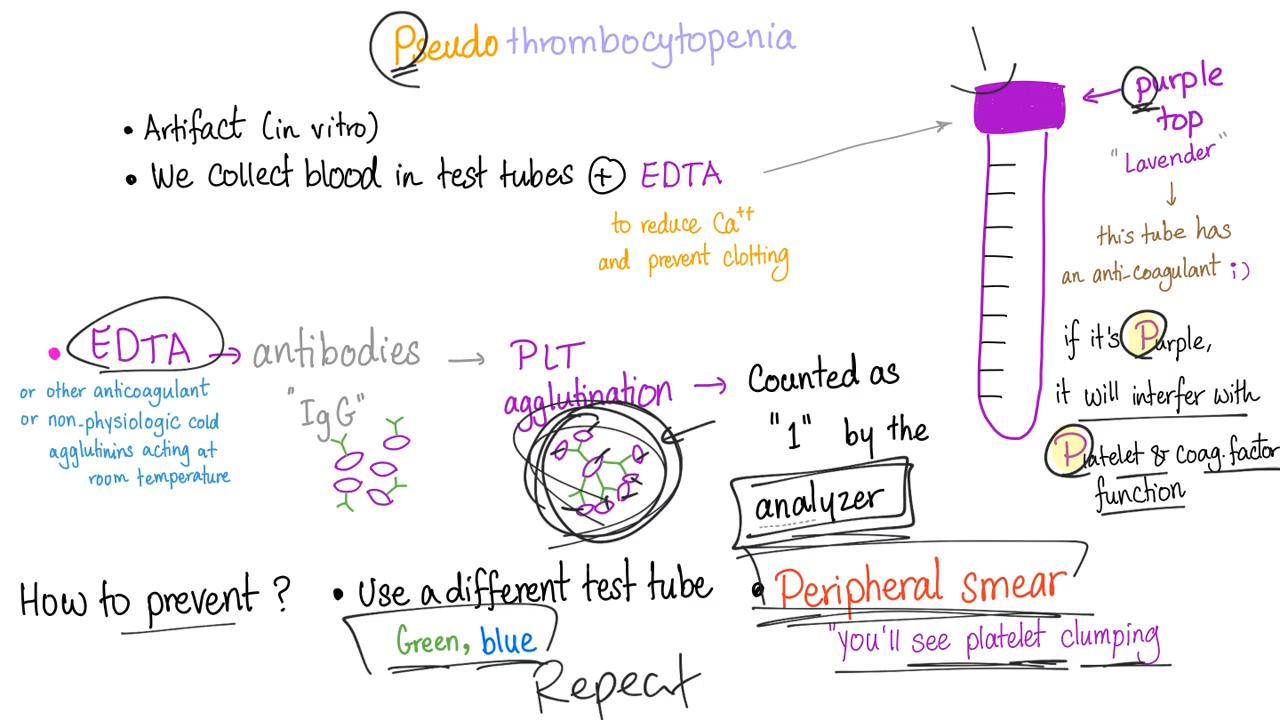 Pseudo thrombocytopenia
• Artifact (in vitro)
• We collect blood in test tubes + EDTA
to reduce Ca++
and prevent clotting
purple
top
"Lavender"
↓
this tube has
an anti-coagulant ;)
if it's Purple,
it will interfer with
Platelet & coag.factor
function
• EDTA → antibodies → PLT
agglutination → Counted as
"IgG"
"1" by the
analyzer
or other anticoagulant
or non-physiologic cold
agglutinins acting at
room temperature
How to prevent? • Use a different test tube • Peripheral smear
Green, blue
"you'll see platelet clumping
Repeat